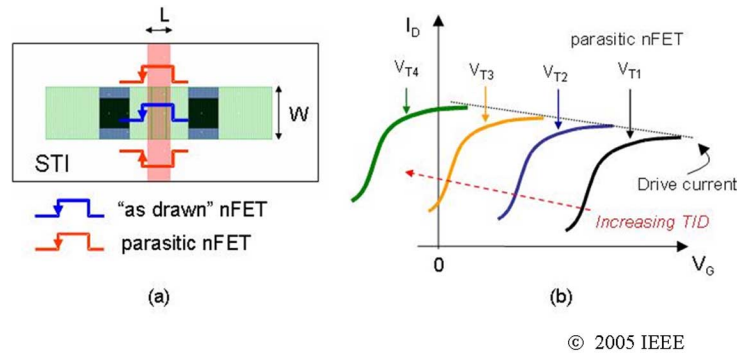 L
W
STI
"as drawn" nFET
parasitic nFET
(a)
I_D
parasitic nFET
V_T4
V_T3
V_T2
V_T1
Drive current
Increasing TID
0
V_G
(b)
© 2005 IEEE